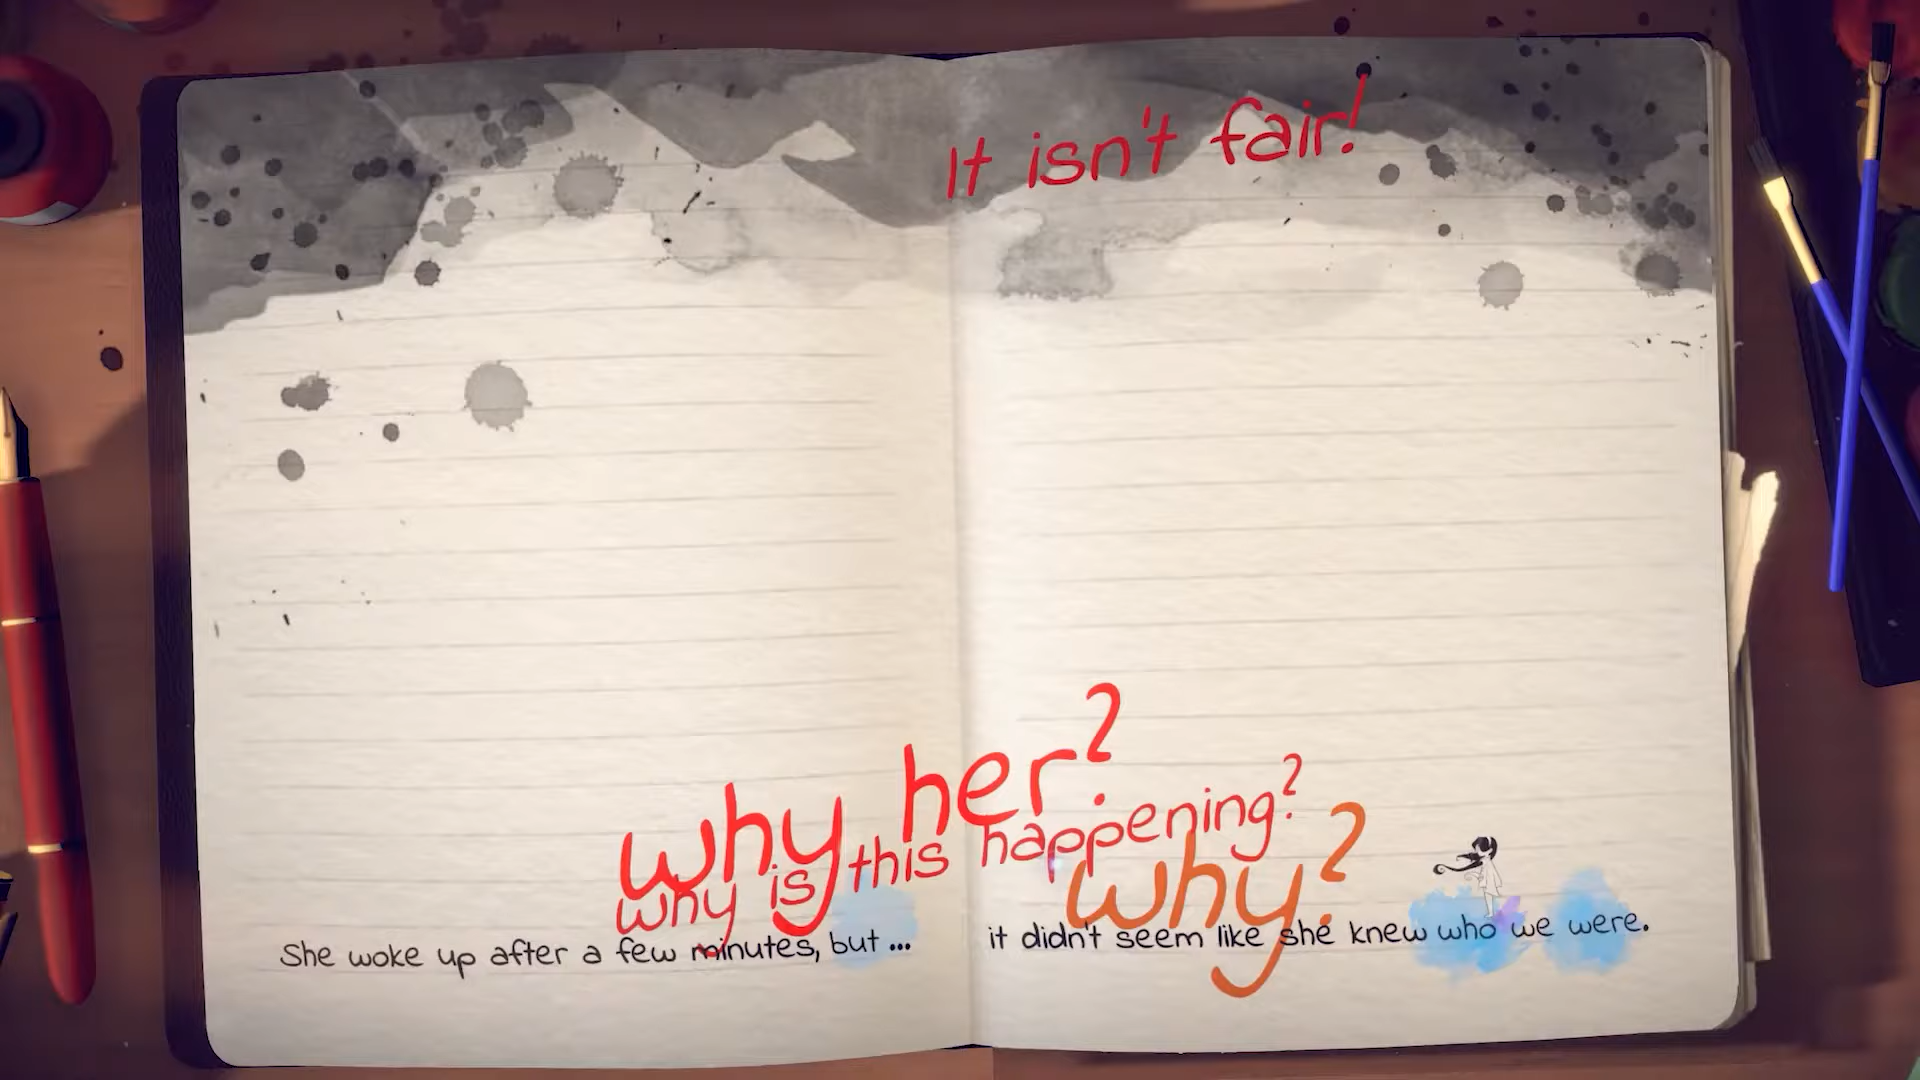 It isn't fair!
why her?
why is this happening?
why?
She woke up after a few minutes, but ...
it didn't seem like she knew who we were.